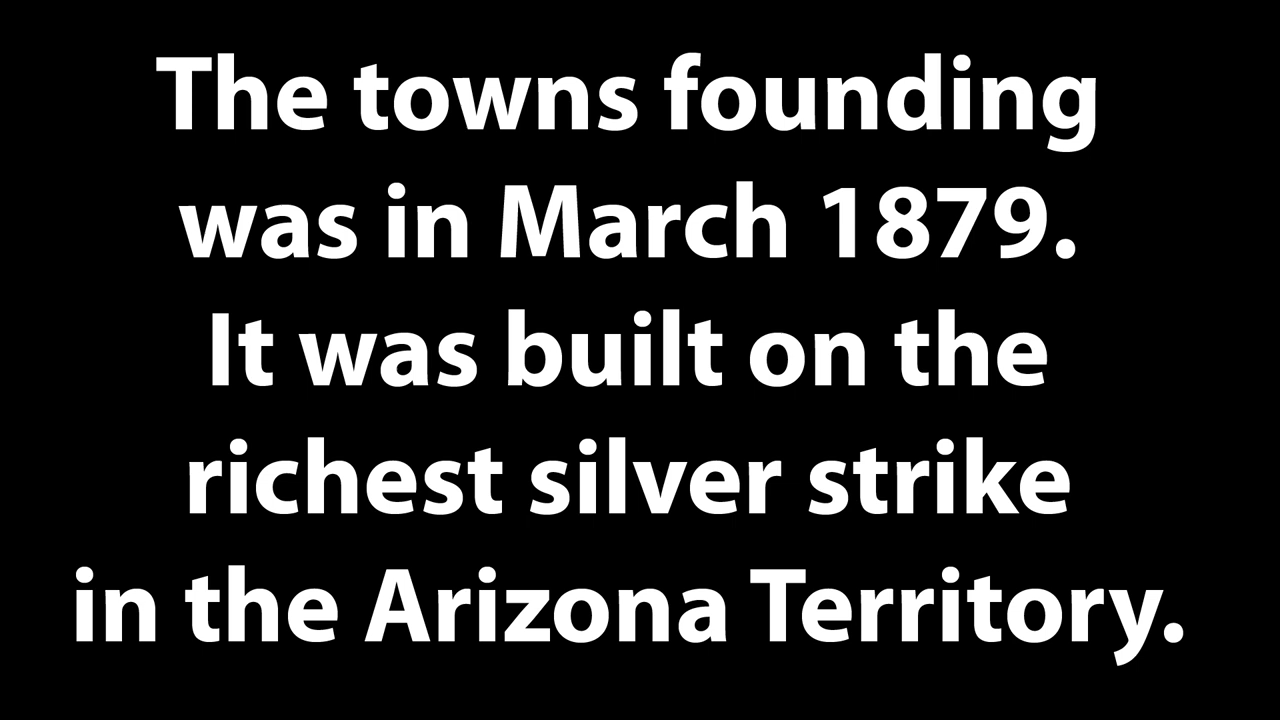 The towns founding
was in March 1879.
It was built on the
richest silver strike
in the Arizona Territory.